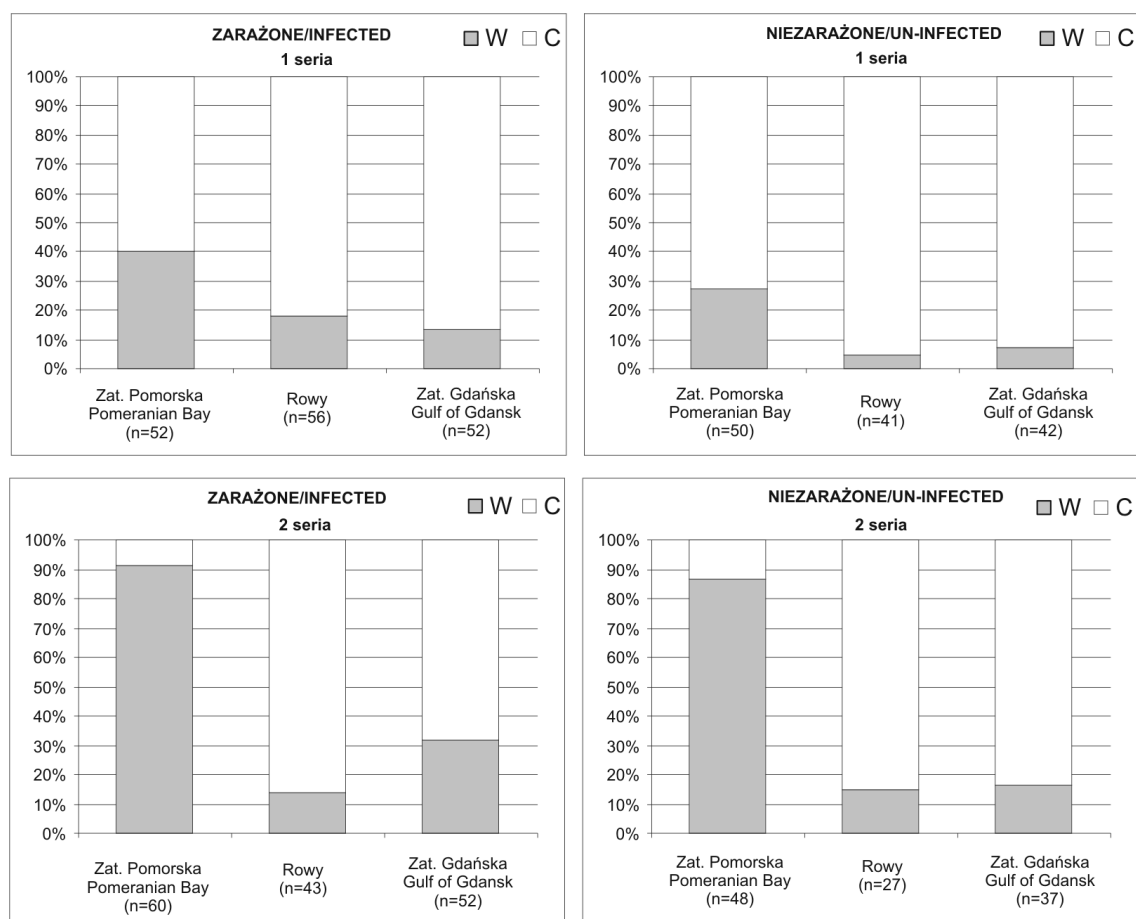 ZARAŻONE/INFECTED
W C
1 seria
100%
90%
80%
70%
60%
50%
40%
30%
20%
10%
0%
Zat. Pomorska
Pomeranian Bay
(n=52)
Rowy
(n=56)
Zat. Gdańska
Gulf of Gdansk
(n=52)
NIEZARAŻONE/UN-INFECTED
W C
1 seria
100%
90%
80%
70%
60%
50%
40%
30%
20%
10%
0%
Zat. Pomorska
Pomeranian Bay
(n=50)
Rowy
(n=41)
Zat. Gdańska
Gulf of Gdansk
(n=42)
ZARAŻONE/INFECTED
W C
2 seria
100%
90%
80%
70%
60%
50%
40%
30%
20%
10%
0%
Zat. Pomorska
Pomeranian Bay
(n=60)
Rowy
(n=43)
Zat. Gdańska
Gulf of Gdansk
(n=52)
NIEZARAŻONE/UN-INFECTED
W C
2 seria
100%
90%
80%
70%
60%
50%
40%
30%
20%
10%
0%
Zat. Pomorska
Pomeranian Bay
(n=48)
Rowy
(n=27)
Zat. Gdańska
Gulf of Gdansk
(n=37)